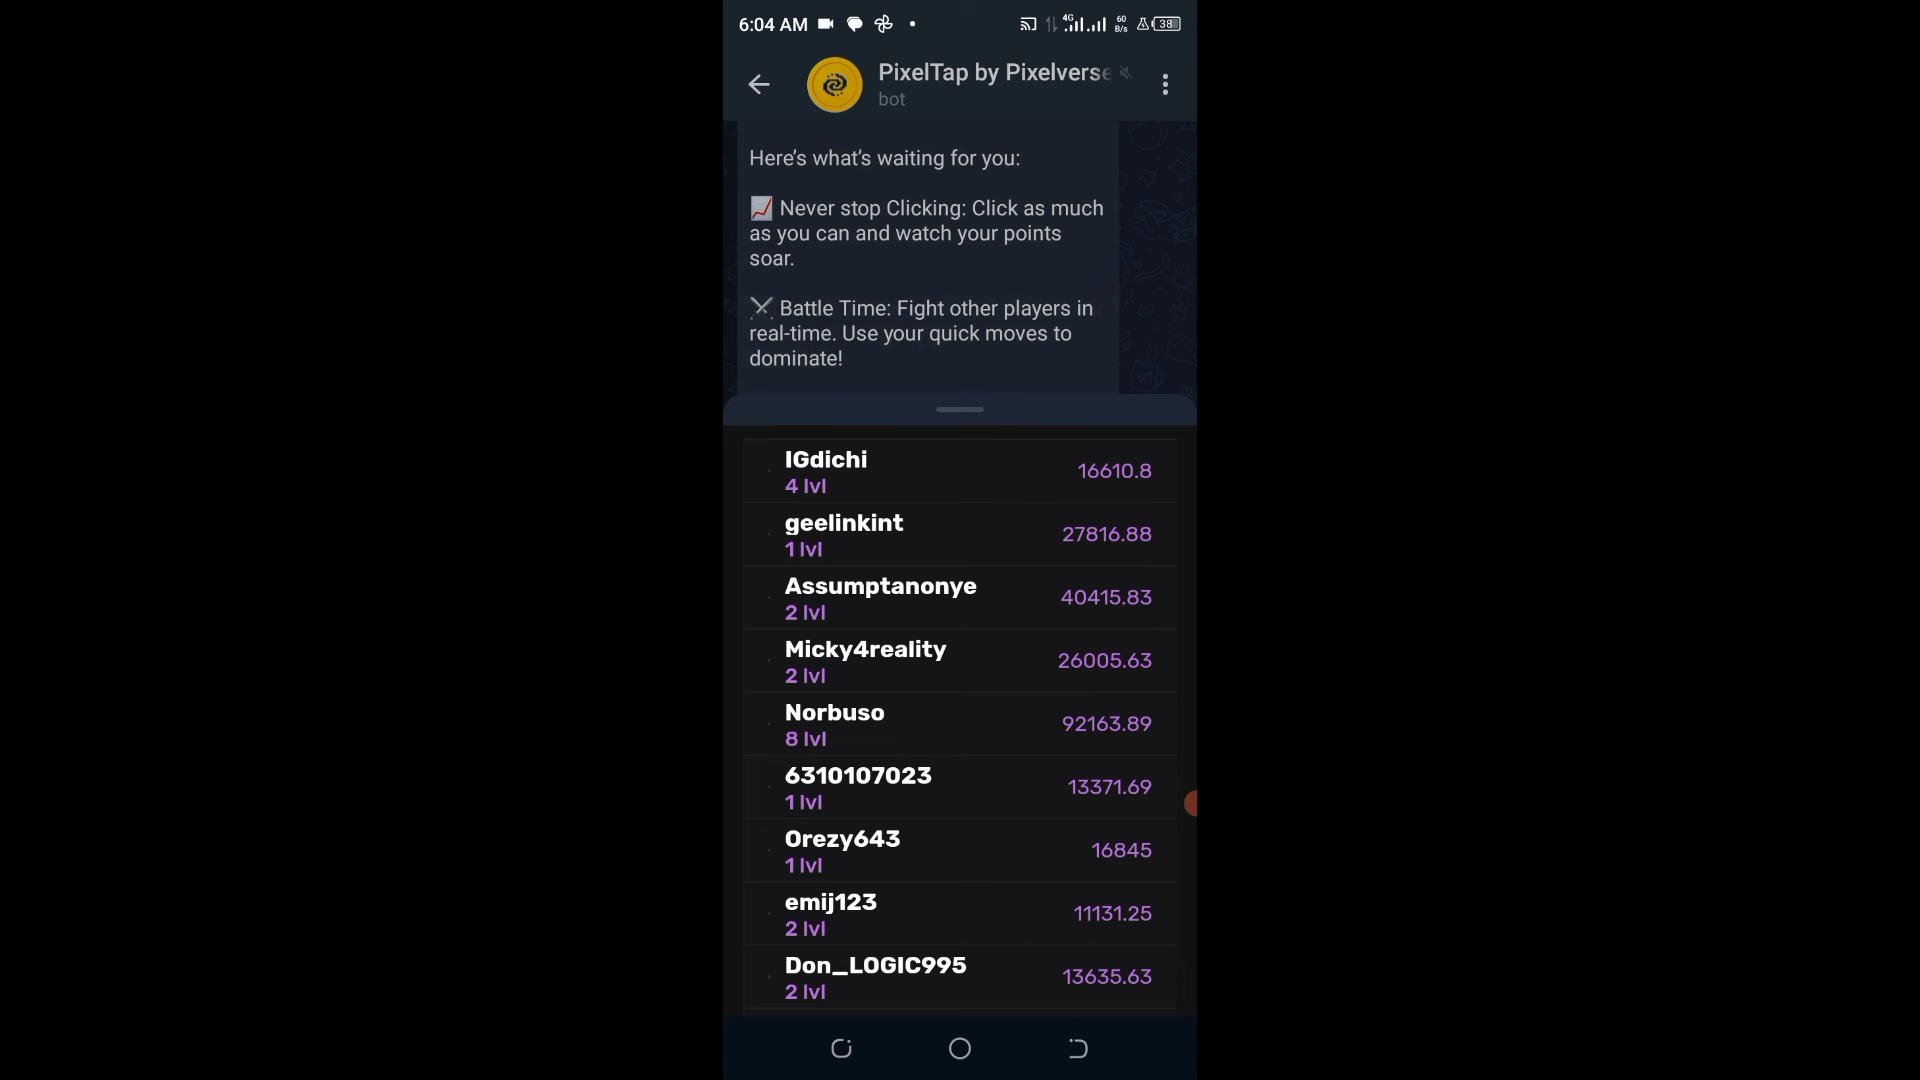 6:04 AM
4G
60
B/s
38
PixelTap by Pixelverse
bot
Here's what's waiting for you:
📈 Never stop Clicking: Click as much
as you can and watch your points
soar.
⚔ Battle Time: Fight other players in
real-time. Use your quick moves to
dominate!
IGdichi
4 lvl
16610.8
geelinkint
1 lvl
27816.88
Assumptanonye
2 lvl
40415.83
Micky4reality
2 lvl
26005.63
Norbuso
8 lvl
92163.89
6310107023
1 lvl
13371.69
Orezy643
1 lvl
16845
emij123
2 lvl
11131.25
Don_LOGIC995
2 lvl
13635.63